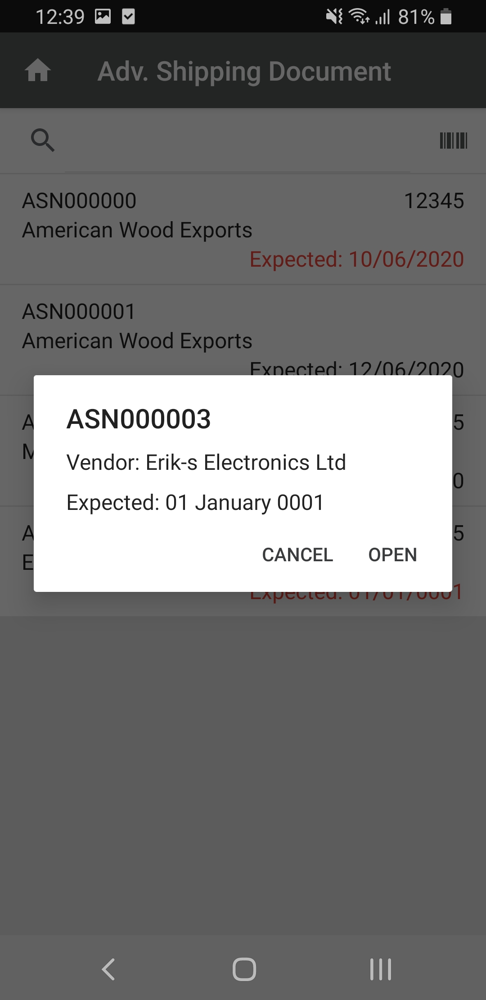 12:39 81%
Adv. Shipping Document
ASN000000 12345
American Wood Exports
Expected: 10/06/2020
ASN000001
American Wood Exports
Expected: 12/06/2020
A 5
M
0
ASN000003
Vendor: Erik-s Electronics Ltd
Expected: 01 January 0001
CANCEL OPEN
A 5
E
Expected: 01/01/0001